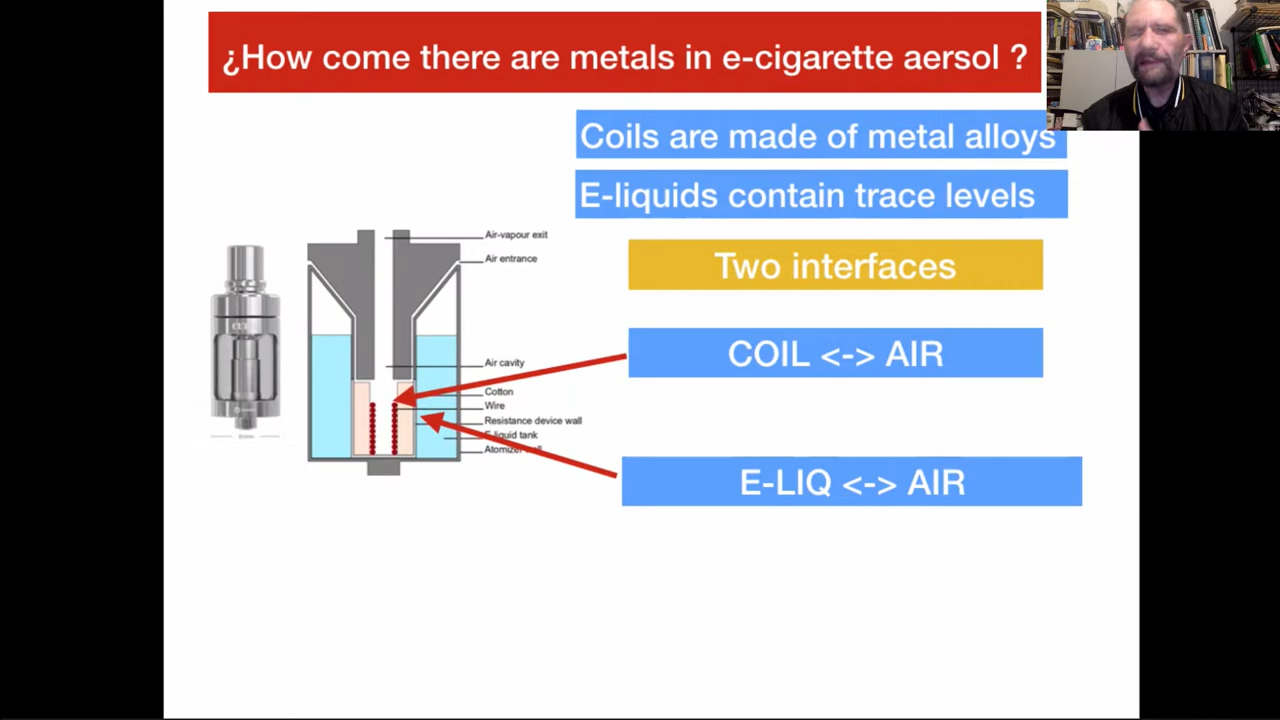 ¿How come there are metals in e-cigarette aersol ?
Coils are made of metal alloys
E-liquids contain trace levels
Two interfaces
COIL <-> AIR
E-LIQ <-> AIR
Air-vapour exit
Air entrance
Air cavity
Cotton
Wire
Resistance device wall
E-liquid tank
Atomizer wall